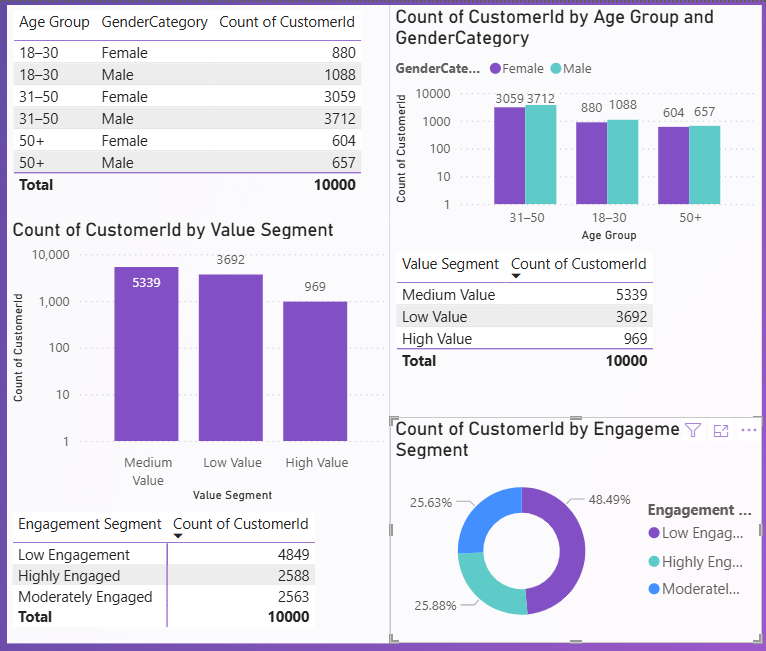 Age Group GenderCategory Count of CustomerId
18–30 Female 880
18–30 Male 1088
31–50 Female 3059
31–50 Male 3712
50+ Female 604
50+ Male 657
Total 10000
Count of CustomerId by Age Group and
GenderCategory
GenderCate... Female Male
Count of CustomerId
10000
1000
100
10
1
3059 3712
880 1088
604 657
31–50 18–30 50+
Age Group
Count of CustomerId by Value Segment
Count of CustomerId
10,000
1,000
100
10
1
5339
3692
969
Medium
Value
Low Value
High Value
Value Segment
Value Segment Count of CustomerId
Medium Value 5339
Low Value 3692
High Value 969
Total 10000
Engagement Segment Count of CustomerId
Low Engagement 4849
Highly Engaged 2588
Moderately Engaged 2563
Total 10000
Count of CustomerId by Engageme
Segment
25.63%
48.49%
25.88%
Engagement ...
Low Engag...
Highly Eng...
Moderatel...